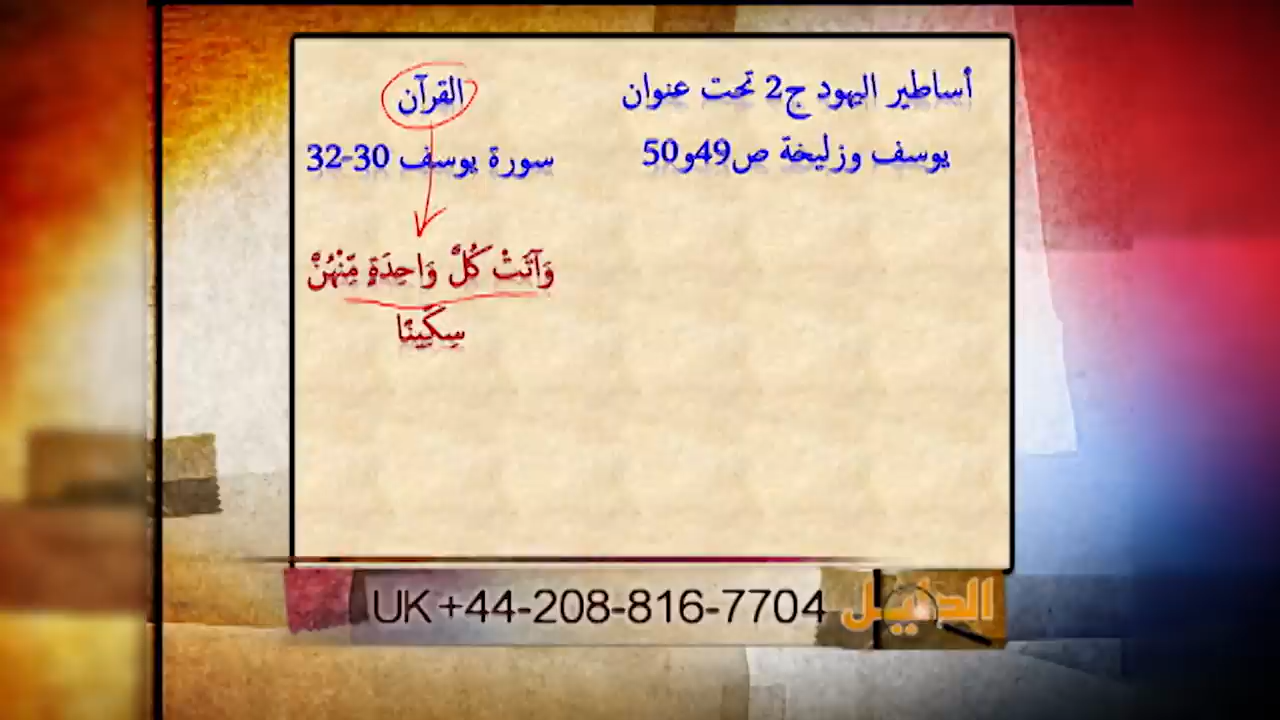 أساطير اليهود ج2 تحت عنوان
يوسف وزليخة ص49و50
القرآن
سورة يوسف 30-32
وَآتَتْ كُلَّ وَاحِدَةٍ مِّنْهُنَّ
سِكِّينًا
UK+44-208-816-7704
الدليل